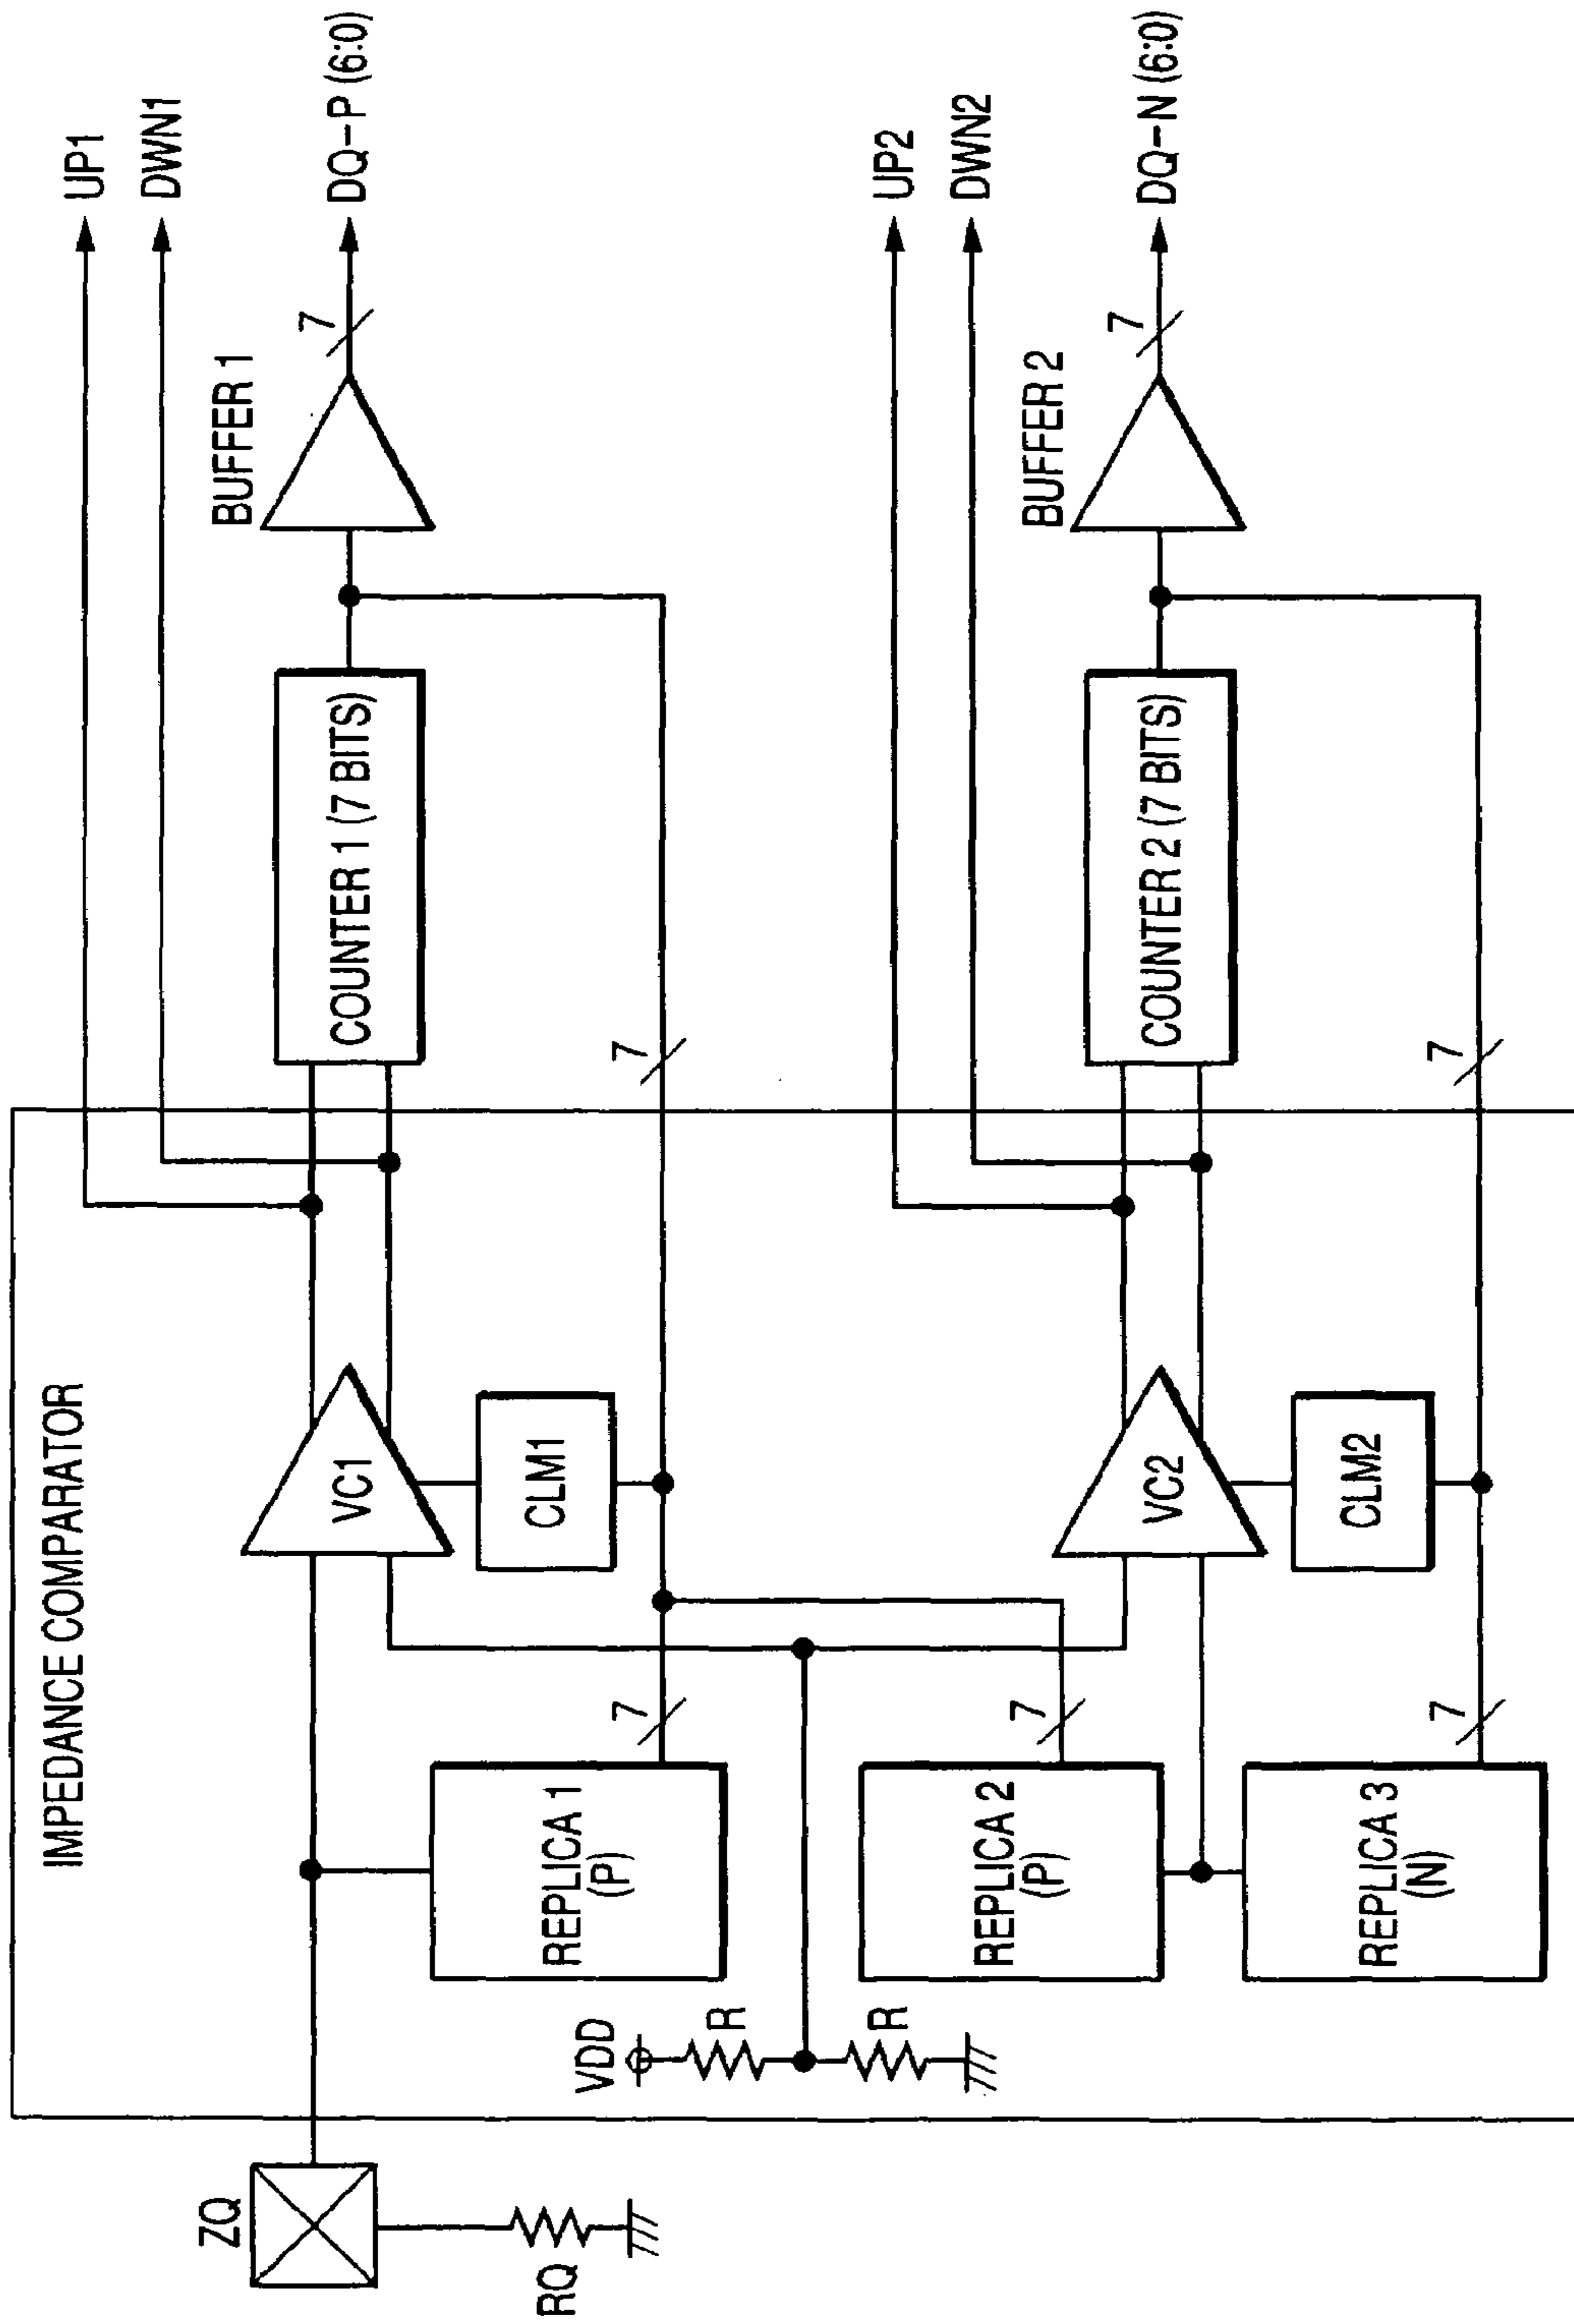 IMPEDANCE COMPARATOR
UP1
DWN1
ZQ
VC1
COUNTER 1 (7 BITS)
BUFFER 1
7
DQ-P (6:0)
RQ
CLM1
REPLICA 1
(P)
7
7
VDD
R
R
UP2
DWN2
REPLICA 2
(P)
7
VC2
COUNTER 2 (7 BITS)
BUFFER 2
7
DQ-N (6:0)
CLM2
REPLICA 3
(N)
7
7